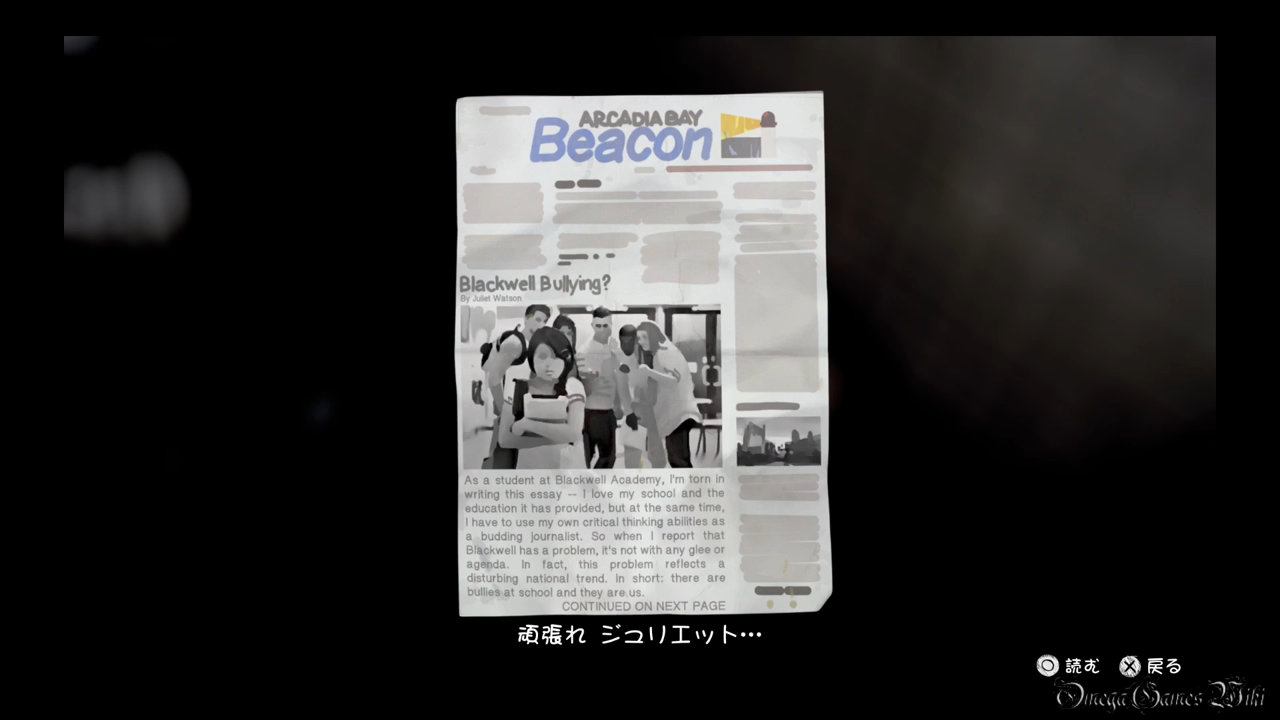 ARCADIA BAY
Beacon
Blackwell Bullying?
By Juliet Watson
As a student at Blackwell Academy, I'm torn in
writing this essay -- I love my school and the
education it has provided, but at the same time,
I have to use my own critical thinking abilities as
a budding journalist. So when I report that
Blackwell has a problem, it's not with any glee or
agenda. In fact, this problem reflects a
disturbing national trend. In short: there are
bullies at school and they are us.
CONTINUED ON NEXT PAGE
頑張れ ジュリエット…
読む 戻る
Omega Games Wiki